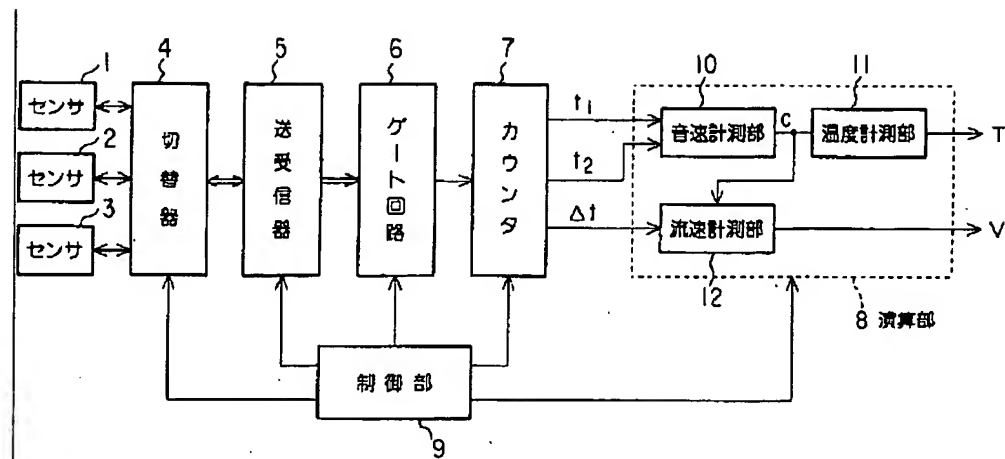 1
センサ
2
センサ
3
センサ
4
切替器
5
送受信器
6
ゲート回路
7
カウンタ
t₁
t₂
Δt
10
音速計測部
c
11
温度計測部
T
流速計測部
12
V
8 演算部
制御部
9